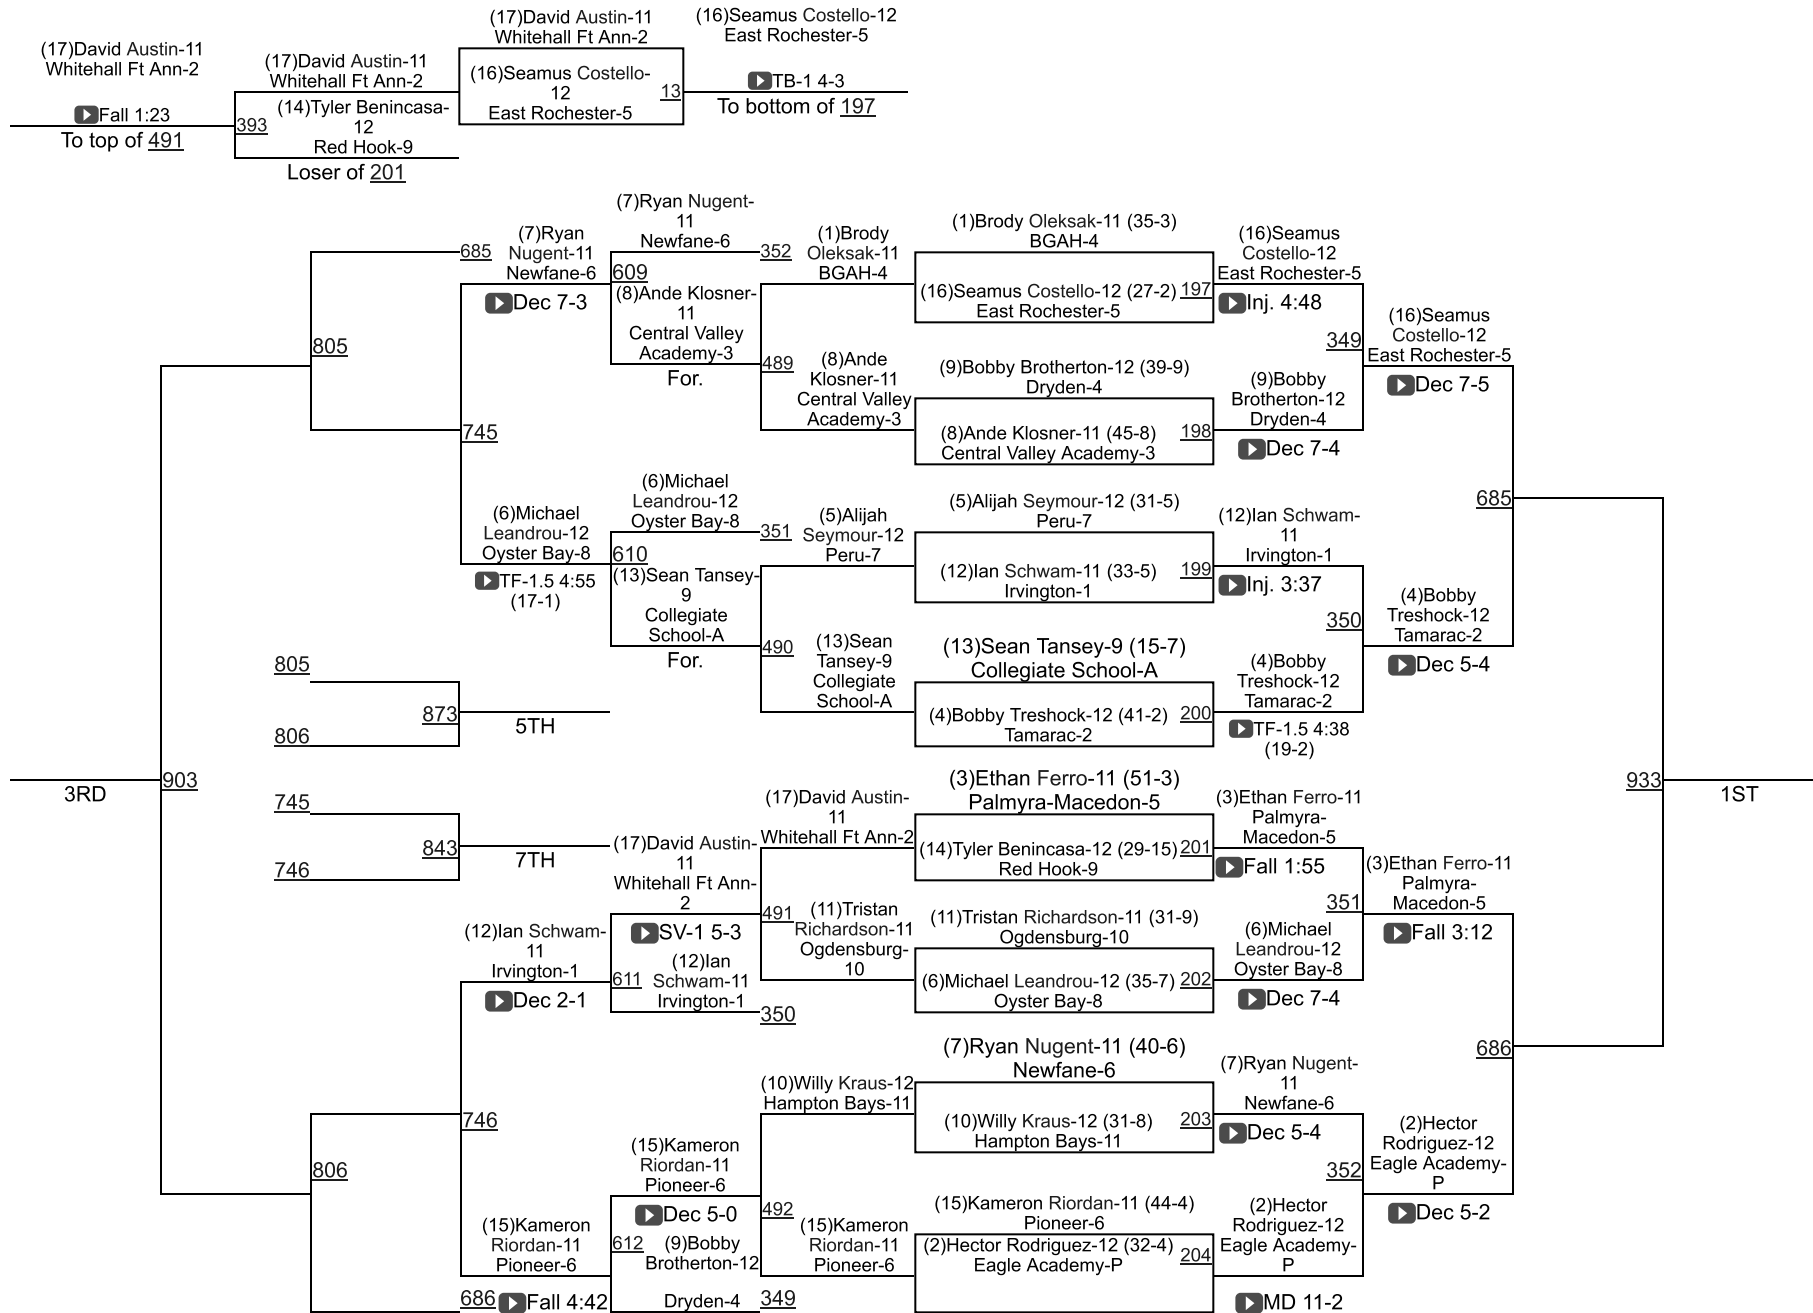 (17)David Austin-11
Whitehall Ft Ann-2
Fall 1:23
To top of 491
(17)David Austin-11
Whitehall Ft Ann-2
393
(14)Tyler Benincasa-
12
Red Hook-9
Loser of 201
(17)David Austin-11
Whitehall Ft Ann-2
(16)Seamus Costello-
12
East Rochester-5
13
(16)Seamus Costello-12
East Rochester-5
TB-1 4-3
To bottom of 197
3RD
903
805
806
805
806
873
5TH
745
746
843
7TH
685
745
(7)Ryan
Nugent-11
Newfane-6
Dec 7-3
(6)Michael
Leandrou-12
Oyster Bay-8
TF-1.5 4:55
(17-1)
(12)Ian Schwam-
11
Irvington-1
Dec 2-1
746
(15)Kameron
Riordan-11
Pioneer-6
686
Fall 4:42
(7)Ryan Nugent-
11
Newfane-6
352
609
(8)Ande Klosner-
11
Central Valley
Academy-3
For.
489
(6)Michael
Leandrou-12
Oyster Bay-8
351
610
(13)Sean Tansey-
9
Collegiate
School-A
For.
490
(17)David Austin-
11
Whitehall Ft Ann-
2
SV-1 5-3
491
611
(12)Ian
Schwam-11
Irvington-1
350
(15)Kameron
Riordan-11
Pioneer-6
Dec 5-0
492
612
(9)Bobby
Brotherton-12
Dryden-4
349
(1)Brody
Oleksak-11
BGAH-4
(8)Ande
Klosner-11
Central Valley
Academy-3
(5)Alijah
Seymour-12
Peru-7
(13)Sean
Tansey-9
Collegiate
School-A
(17)David Austin-
11
Whitehall Ft Ann-2
(11)Tristan
Richardson-11
Ogdensburg-
10
(10)Willy Kraus-12
Hampton Bays-11
(15)Kameron
Riordan-11
Pioneer-6
(1)Brody Oleksak-11 (35-3)
BGAH-4
(16)Seamus Costello-12 (27-2)
East Rochester-5
197
(9)Bobby Brotherton-12 (39-9)
Dryden-4
(8)Ande Klosner-11 (45-8)
Central Valley Academy-3
198
(5)Alijah Seymour-12 (31-5)
Peru-7
(12)Ian Schwam-11 (33-5)
Irvington-1
199
(13)Sean Tansey-9 (15-7)
Collegiate School-A
(4)Bobby Treshock-12 (41-2)
Tamarac-2
200
(3)Ethan Ferro-11 (51-3)
Palmyra-Macedon-5
(14)Tyler Benincasa-12 (29-15)
Red Hook-9
201
(11)Tristan Richardson-11 (31-9)
Ogdensburg-10
(6)Michael Leandrou-12 (35-7)
Oyster Bay-8
202
(7)Ryan Nugent-11 (40-6)
Newfane-6
(10)Willy Kraus-12 (31-8)
Hampton Bays-11
203
(15)Kameron Riordan-11 (44-4)
Pioneer-6
(2)Hector Rodriguez-12 (32-4)
Eagle Academy-P
204
(16)Seamus
Costello-12
East Rochester-5
Inj. 4:48
349
(9)Bobby
Brotherton-12
Dryden-4
Dec 7-4
(12)Ian Schwam-
11
Irvington-1
Inj. 3:37
350
(4)Bobby
Treshock-12
Tamarac-2
TF-1.5 4:38
(19-2)
(3)Ethan Ferro-11
Palmyra-
Macedon-5
Fall 1:55
351
(6)Michael
Leandrou-12
Oyster Bay-8
Dec 7-4
(7)Ryan Nugent-
11
Newfane-6
Dec 5-4
352
(2)Hector
Rodriguez-12
Eagle Academy-
P
MD 11-2
(16)Seamus
Costello-12
East Rochester-5
Dec 7-5
685
(4)Bobby
Treshock-12
Tamarac-2
Dec 5-4
(3)Ethan Ferro-11
Palmyra-
Macedon-5
Fall 3:12
686
(2)Hector
Rodriguez-12
Eagle Academy-
P
Dec 5-2
933
1ST